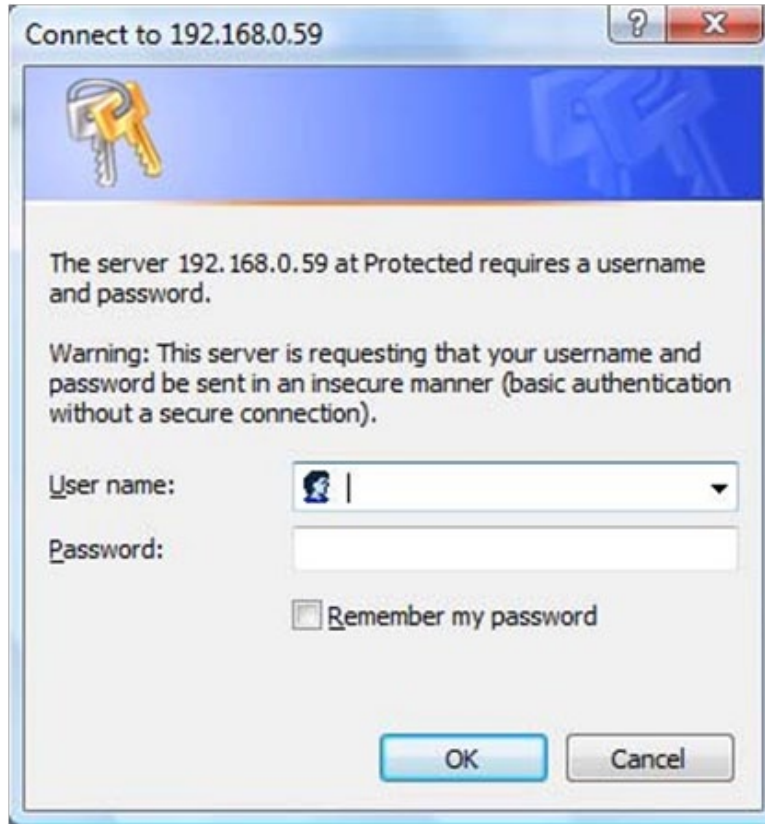 Connect to 192.168.0.59
The server 192.168.0.59 at Protected requires a username
and password.
Warning: This server is requesting that your username and
password be sent in an insecure manner (basic authentication
without a secure connection).
User name:
Password:
Remember my password
OK
Cancel